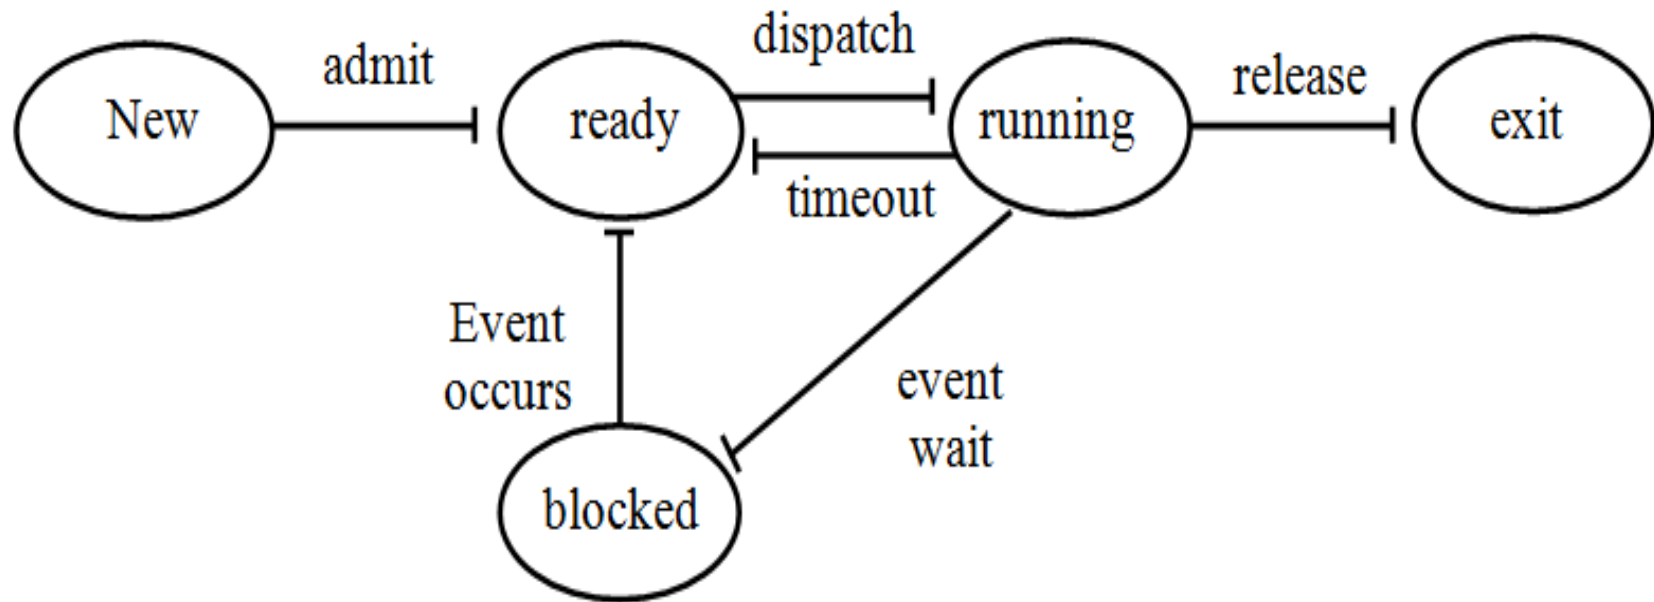 dispatch
admit
release
New
ready
running
exit
timeout
Event
occurs
event
wait
blocked